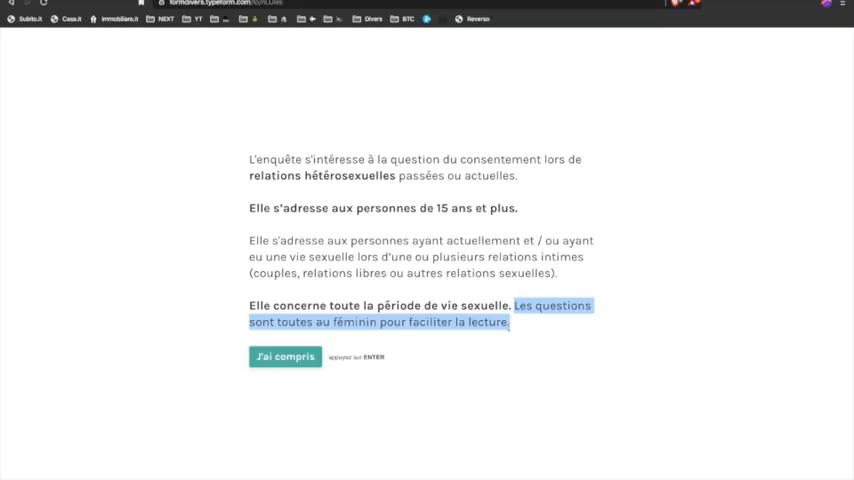 formdivers.typeform.com/to/
Subito.it Casa.it Immobiliare.it NEXT YT Divers BTC Reverso
L'enquête s'intéresse à la question du consentement lors de
relations hétérosexuelles passées ou actuelles.
Elle s'adresse aux personnes de 15 ans et plus.
Elle s'adresse aux personnes ayant actuellement et / ou ayant
eu une vie sexuelle lors d'une ou plusieurs relations intimes
(couples, relations libres ou autres relations sexuelles).
Elle concerne toute la période de vie sexuelle. Les questions
sont toutes au féminin pour faciliter la lecture.
J'ai compris appuyez sur ENTER